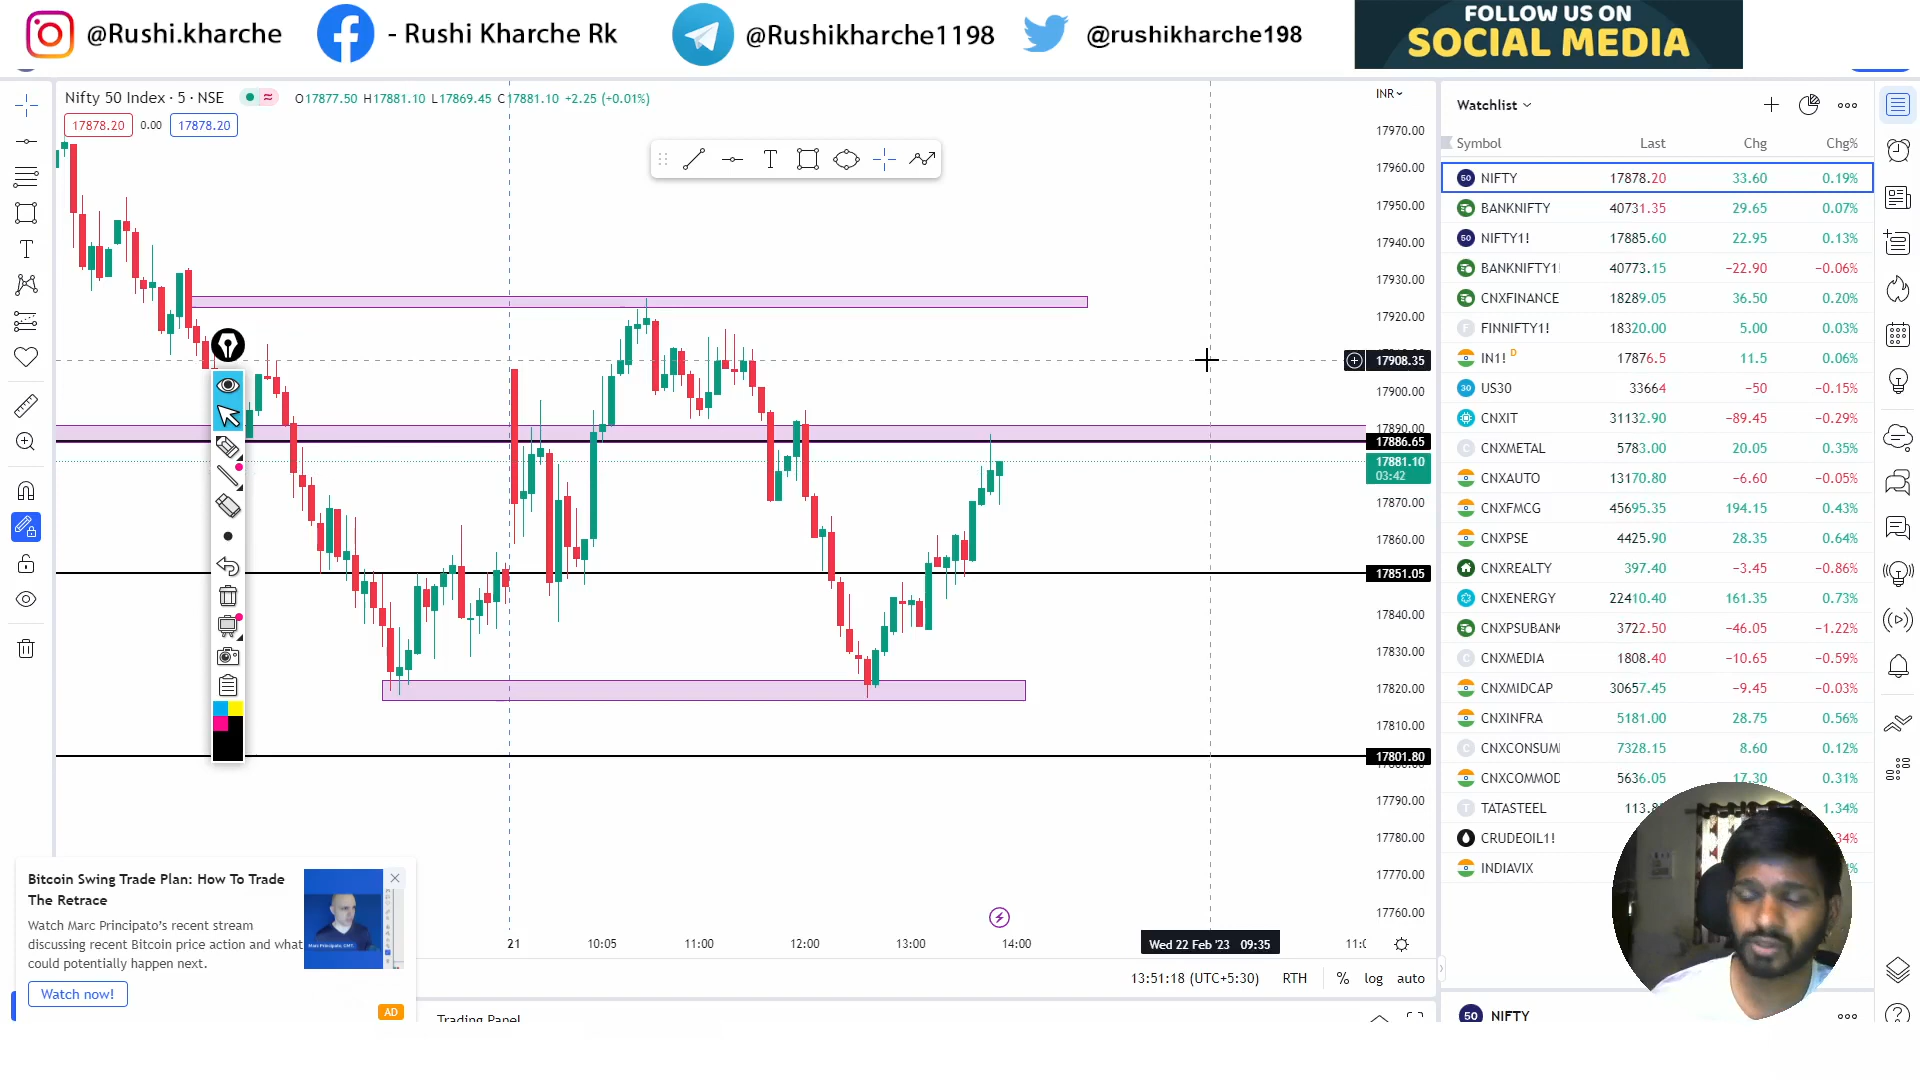 @Rushi.kharche
- Rushi Kharche Rk
@Rushikharche1198
@rushikharche198
FOLLOW US ON
SOCIAL MEDIA
Nifty 50 Index · 5 · NSE
O17877.50 H17881.10 L17869.45 C17881.10 +2.25 (+0.01%)
17878.20 0.00 17878.20
INR
17970.00
17960.00
17950.00
17940.00
17930.00
17920.00
17908.35
17900.00
17890.00
17886.65
17881.10
03:42
17870.00
17860.00
17851.05
17840.00
17830.00
17820.00
17810.00
17801.80
17790.00
17780.00
17770.00
17760.00
21 10:05 11:00 12:00 13:00 14:00
Wed 22 Feb '23 09:35
13:51:18 (UTC+5:30) RTH % log auto
Trading Panel
Bitcoin Swing Trade Plan: How To Trade
The Retrace
Watch Marc Principato's recent stream
discussing recent Bitcoin price action and what
could potentially happen next.
Watch now!
AD
Watchlist
Symbol Last Chg Chg%
50 NIFTY 17878.20 33.60 0.19%
BANKNIFTY 40731.35 29.65 0.07%
50 NIFTY1! 17885.60 22.95 0.13%
BANKNIFTY1! 40773.15 −22.90 −0.06%
CNXFINANCE 18289.05 36.50 0.20%
F FINNIFTY1! 18320.00 5.00 0.03%
IN1! D 17876.5 11.5 0.06%
30 US30 33664 −50 −0.15%
CNXIT 31132.90 −89.45 −0.29%
C CNXMETAL 5783.00 20.05 0.35%
CNXAUTO 13170.80 −6.60 −0.05%
CNXFMCG 45695.35 194.15 0.43%
CNXPSE 4425.90 28.35 0.64%
CNXREALTY 397.40 −3.45 −0.86%
CNXENERGY 22410.40 161.35 0.73%
CNXPSUBANK 3722.50 −46.05 −1.22%
C CNXMEDIA 1808.40 −10.65 −0.59%
CNXMIDCAP 30657.45 −9.45 −0.03%
CNXINFRA 5181.00 28.75 0.56%
C CNXCONSUM 7328.15 8.60 0.12%
CNXCOMMOD 5636.05 17.30 0.31%
T TATASTEEL 1.34%
CRUDEOIL1!
INDIAVIX
50 NIFTY